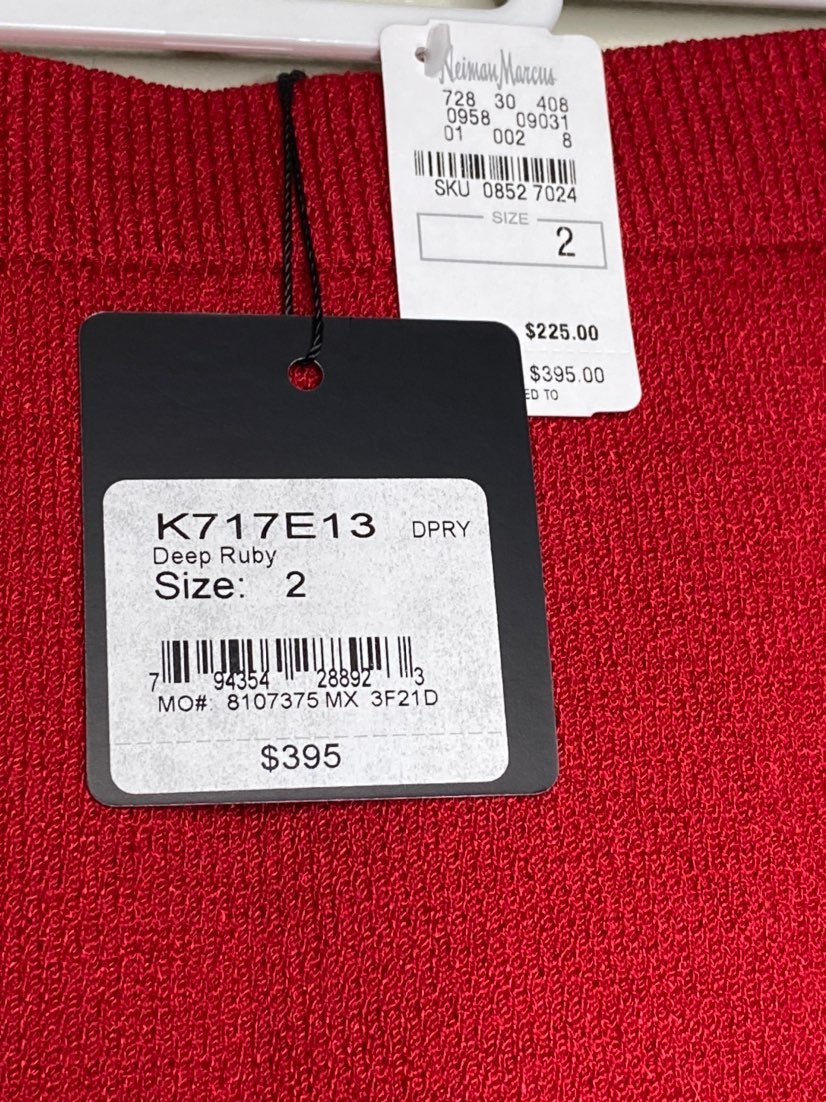 Neiman Marcus
728 30 408
0958 09031
01 002 8
SKU 0852 7024
SIZE
2
$225.00
$395.00
ED TO
K717E13 DPRY
Deep Ruby
Size: 2
7 94354 28892 3
MO#: 8107375 MX 3F21D
$395